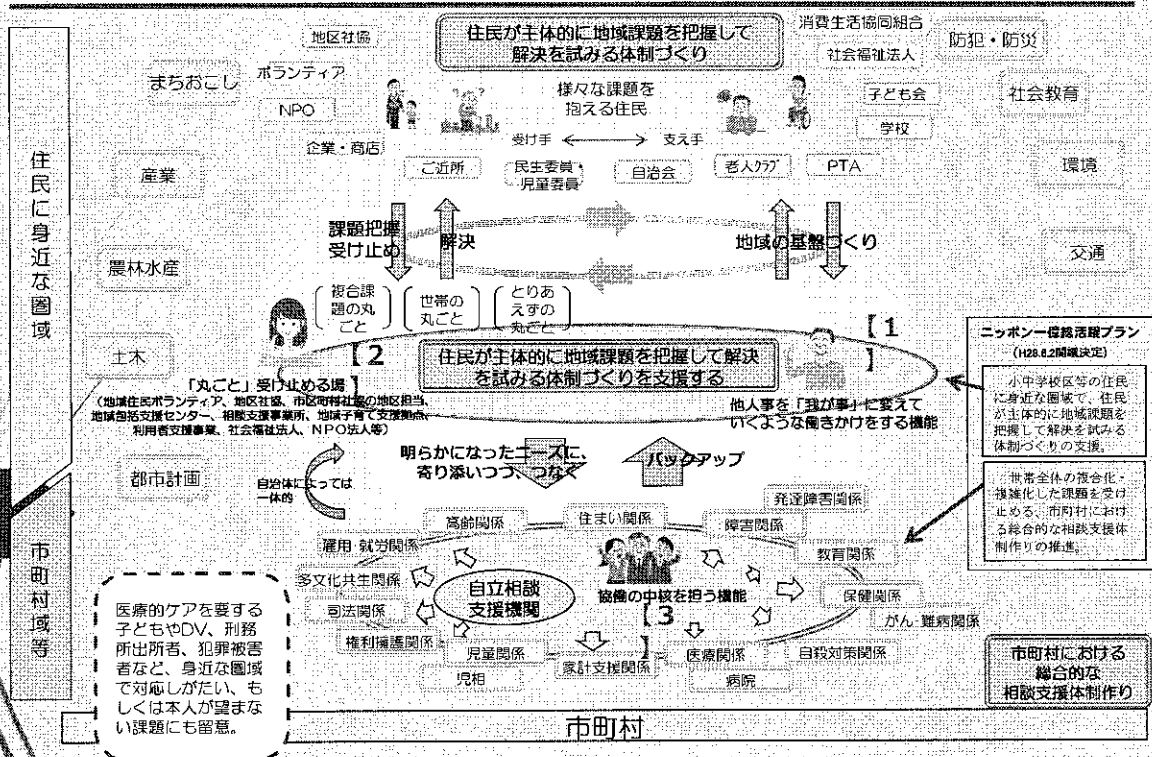 住民に身近な圏域
市町村域等
地区社協
まちおこし
ボランティア
NPO
企業・商店
産業
農林水産
土木
都市計画
住民が主体的に地域課題を把握して
解決を試みる体制づくり
様々な課題を
抱える住民
受け手
支え手
ご近所
民生委員・
児童委員
自治会
老人クラブ
PTA
消費生活協同組合
社会福祉法人
子ども会
学校
防犯・防災
社会教育
環境
交通
課題把握
受け止め
解決
地域の基盤づくり
複合課
題の丸
ごと
世帯の
丸ごと
とりあ
えずの
丸ごと
【2
【1
】
住民が主体的に地域課題を把握して解決
を試みる体制づくりを支援する
「丸ごと」受け止める場
(地域住民ボランティア、地区社協、市区町村社協の地区担当、
地域包括支援センター、相談支援事業所、地域子育て支援拠点、
利用者支援事業、社会福祉法人、NPO法人等)
他人事を「我が事」に変えて
いくような働きかけをする機能
ニッポン一億総活躍プラン
(H28.6.2閣議決定)
小中学校区等の住民
に身近な圏域で、住民
が主体的に地域課題を
把握して解決を試みる
体制づくりの支援。
世帯全体の複合化・
複雑化した課題を受け
止める、市町村におけ
る総合的な相談支援体
制作りの推進。
明らかになったニーズに、
寄り添いつつ、つなぐ
バックアップ
自治体によっては
一体的
高齢関係
住まい関係
障害関係
発達障害関係
雇用・就労関係
教育関係
多文化共生関係
自立相談
支援機関
協働の中核を担う機能
保健関係
司法関係
【3
】
がん・難病関係
権利擁護関係
児童関係
家計支援関係
医療関係
自殺対策関係
児相
病院
医療的ケアを要する
子どもやDV、刑務
所出所者、犯罪被害
者など、身近な圏域
で対応しがたい、も
しくは本人が望まな
い課題にも留意。
市町村における
総合的な
相談支援体制作り
市町村